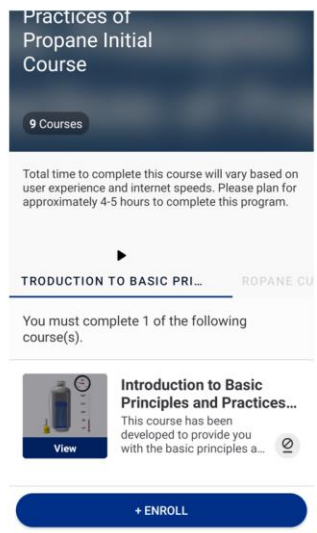 Practices of
Propane Initial
Course
9 Courses
Total time to complete this course will vary based on
user experience and internet speeds. Please plan for
approximately 4-5 hours to complete this program.
TRODUCTION TO BASIC PRI...
ROPANE CU
You must complete 1 of the following
course(s).
Introduction to Basic
Principles and Practices...
This course has been
developed to provide you
with the basic principles a...
View
+ ENROLL